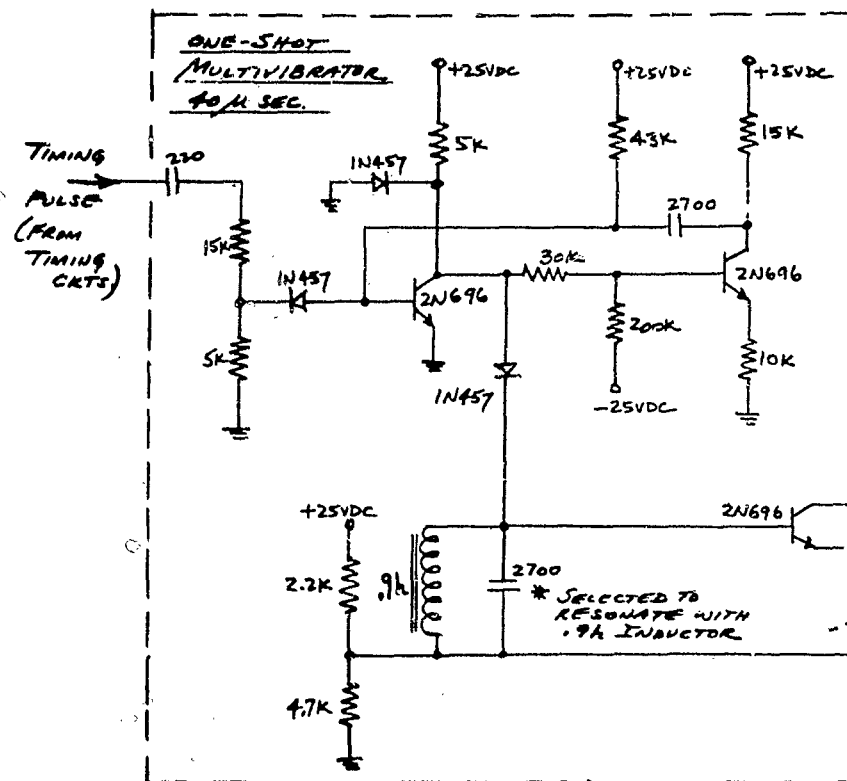 ONE-SHOT
MULTIVIBRATOR
40 µ SEC.
+25VDC
+25VDC
+25VDC
5K
43K
15K
TIMING
PULSE
(FROM
TIMING
CKTS)
220
1N457
2700
15K
1N457
2N696
30K
2N696
5K
200K
10K
1N457
-25VDC
+25VDC
2N696
2.2K
.9h
2700
* SELECTED TO
RESONATE WITH
.9h INDUCTOR
4.7K